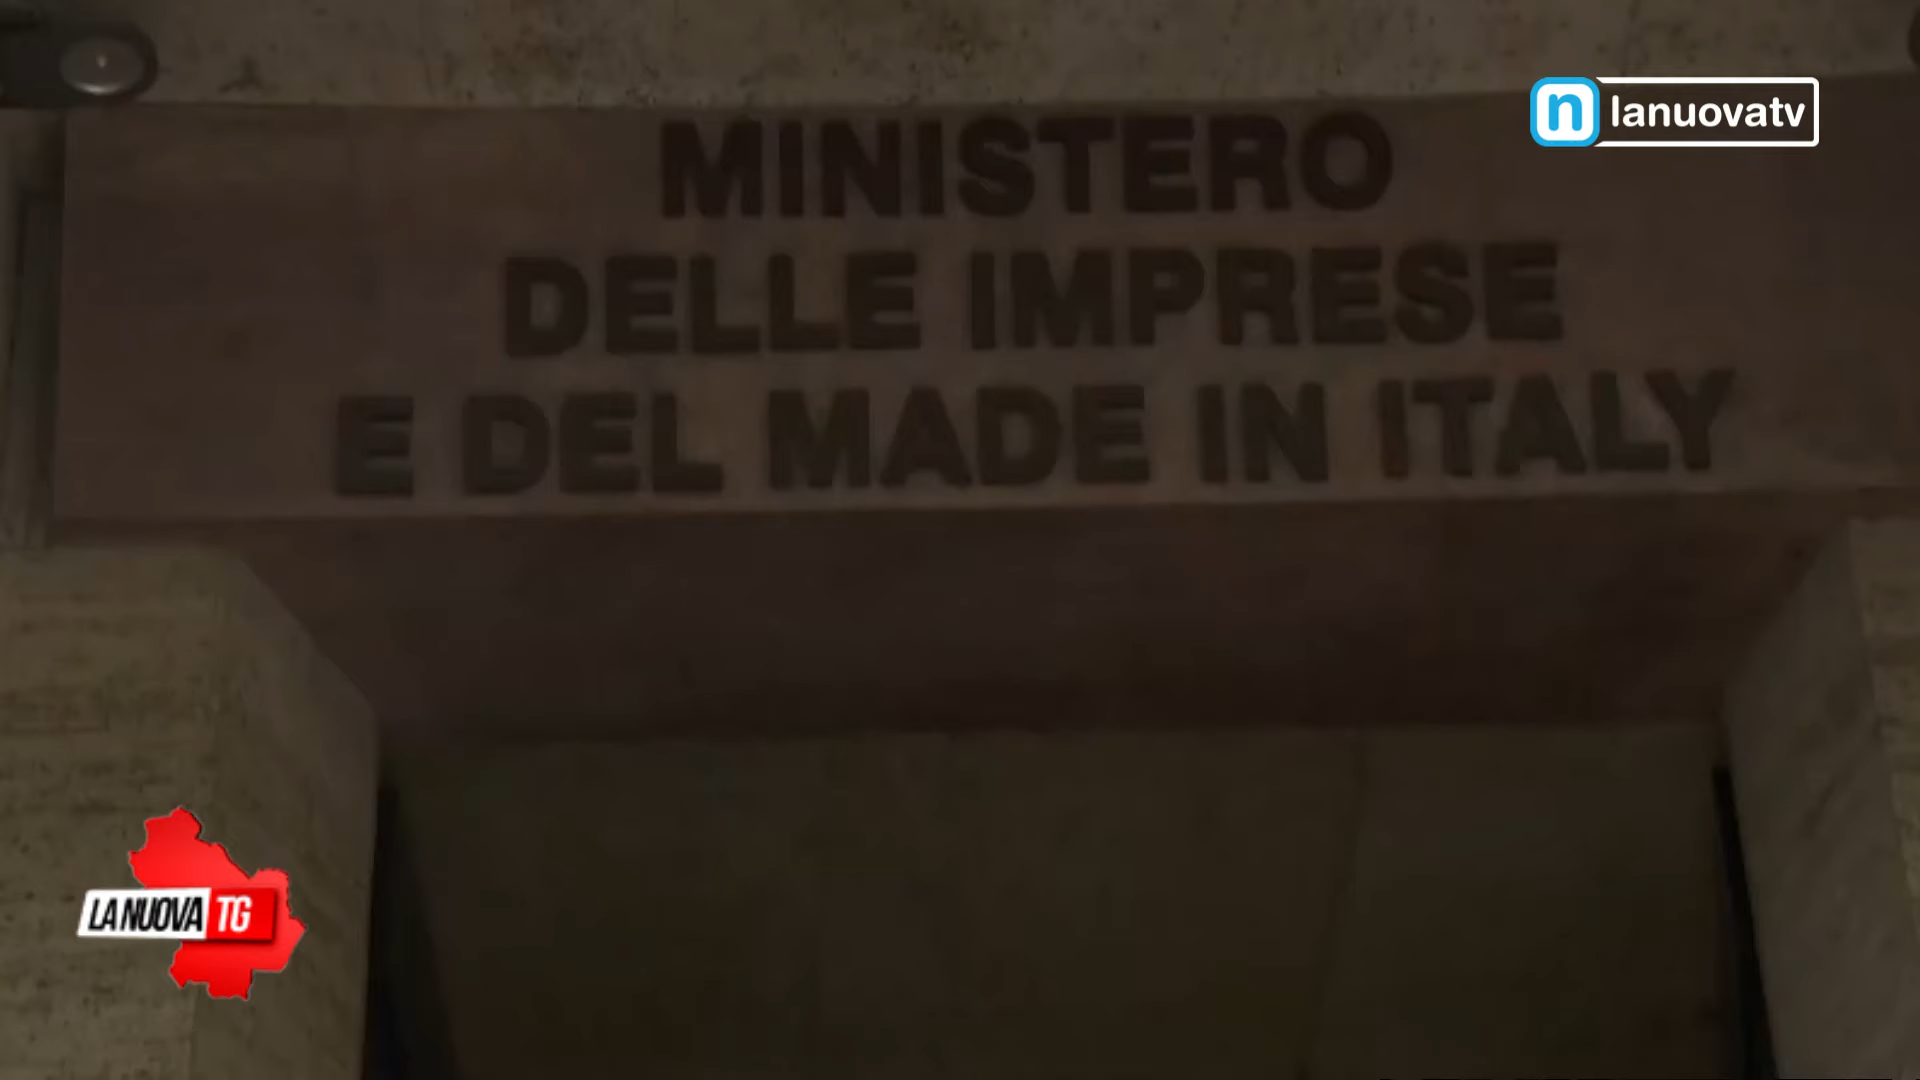 lanuovatv
MINISTERO
DELLE IMPRESE
E DEL MADE IN ITALY
LA NUOVA TG